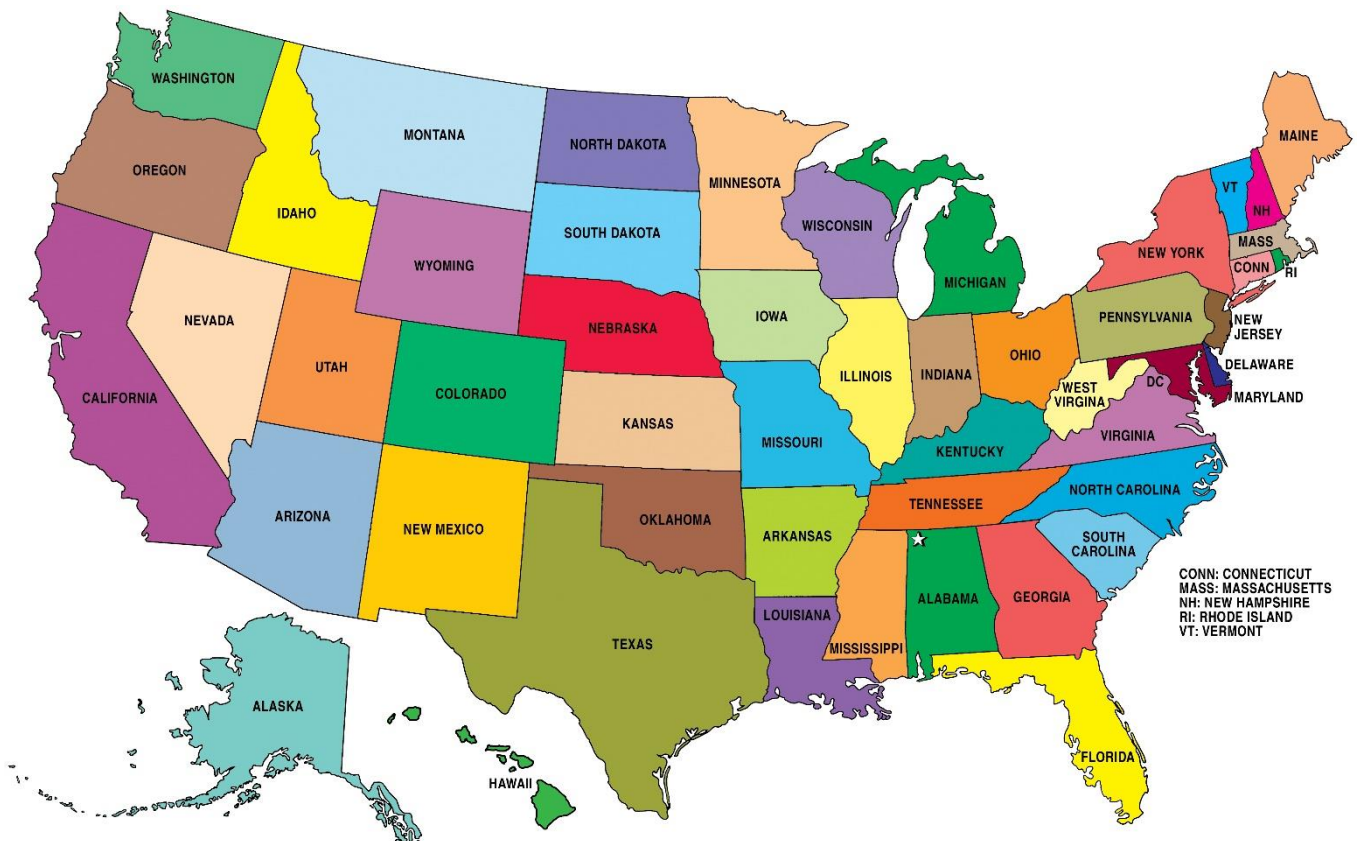 WASHINGTON
OREGON
CALIFORNIA
NEVADA
IDAHO
MONTANA
WYOMING
UTAH
COLORADO
ARIZONA
NEW MEXICO
NORTH DAKOTA
SOUTH DAKOTA
NEBRASKA
KANSAS
OKLAHOMA
TEXAS
MINNESOTA
IOWA
MISSOURI
ARKANSAS
LOUISIANA
WISCONSIN
ILLINOIS
MICHIGAN
INDIANA
OHIO
KENTUCKY
TENNESSEE
MISSISSIPPI
ALABAMA
GEORGIA
FLORIDA
SOUTH
CAROLINA
NORTH CAROLINA
VIRGINIA
WEST
VIRGINA
DC
MARYLAND
DELAWARE
PENNSYLVANIA
NEW
JERSEY
NEW YORK
CONN
RI
MASS
VT
NH
MAINE
ALASKA
HAWAII
CONN: CONNECTICUT
MASS: MASSACHUSETTS
NH: NEW HAMPSHIRE
RI: RHODE ISLAND
VT: VERMONT